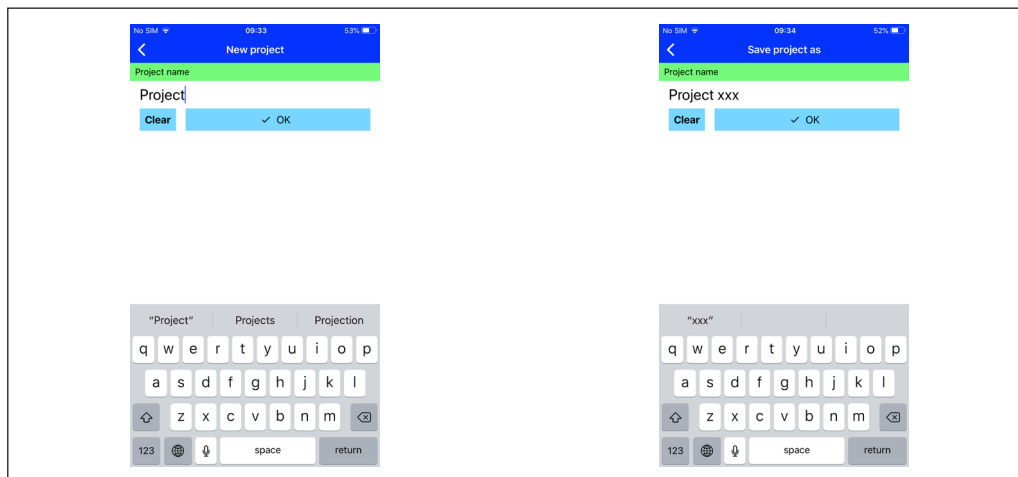 No SIM 09:33 53%
New project
Project name
Project
Clear ✓ OK
"Project" Projects Projection
q w e r t y u i o p
a s d f g h j k l
z x c v b n m
123 space return
No SIM 09:34 52%
Save project as
Project name
Project xxx
Clear ✓ OK
"xxx"
q w e r t y u i o p
a s d f g h j k l
z x c v b n m
123 space return